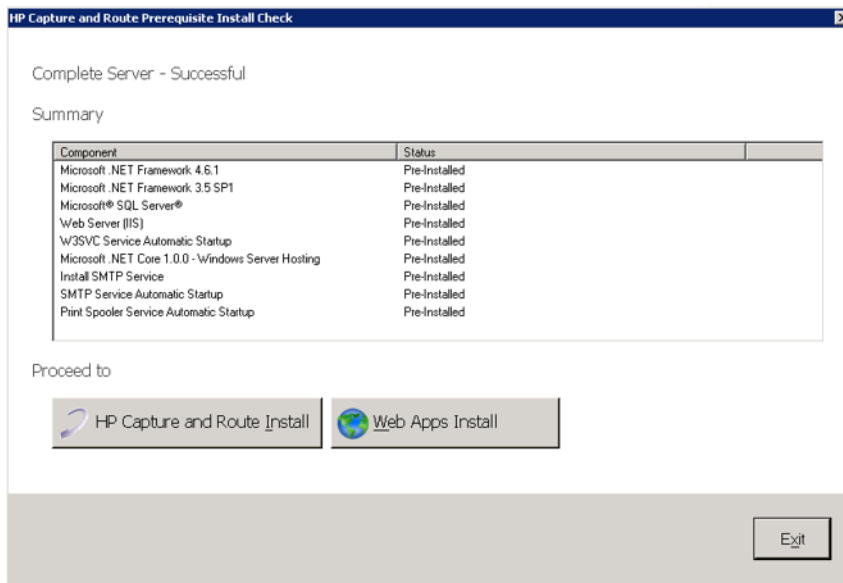 HP Capture and Route Prerequisite Install Check
Complete Server - Successful
Summary
Component Status
Microsoft .NET Framework 4.6.1 Pre-Installed
Microsoft .NET Framework 3.5 SP1 Pre-Installed
Microsoft® SQL Server® Pre-Installed
Web Server (IIS) Pre-Installed
W3SVC Service Automatic Startup Pre-Installed
Microsoft .NET Core 1.0.0 - Windows Server Hosting Pre-Installed
Install SMTP Service Pre-Installed
SMTP Service Automatic Startup Pre-Installed
Print Spooler Service Automatic Startup Pre-Installed
Proceed to
HP Capture and Route Install Web Apps Install
Exit